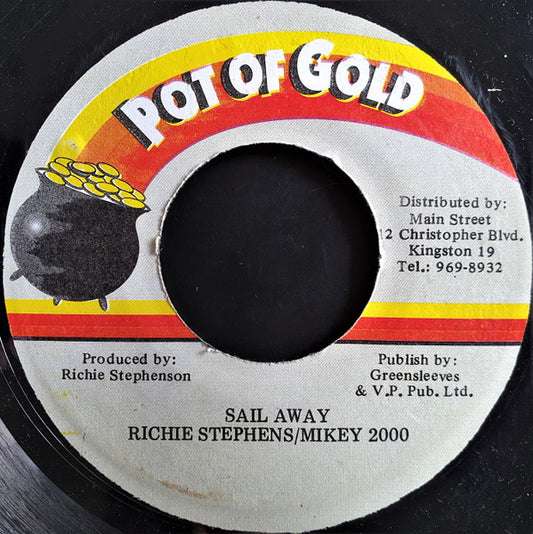 POT OF GOLD
Distributed by:
Main Street
2 Christopher Blvd.
Kingston 19
Tel.: 969-8932
Produced by:
Richie Stephenson
Publish by:
Greensleeves
& V.P. Pub. Ltd.
SAIL AWAY
RICHIE STEPHENS/MIKEY 2000